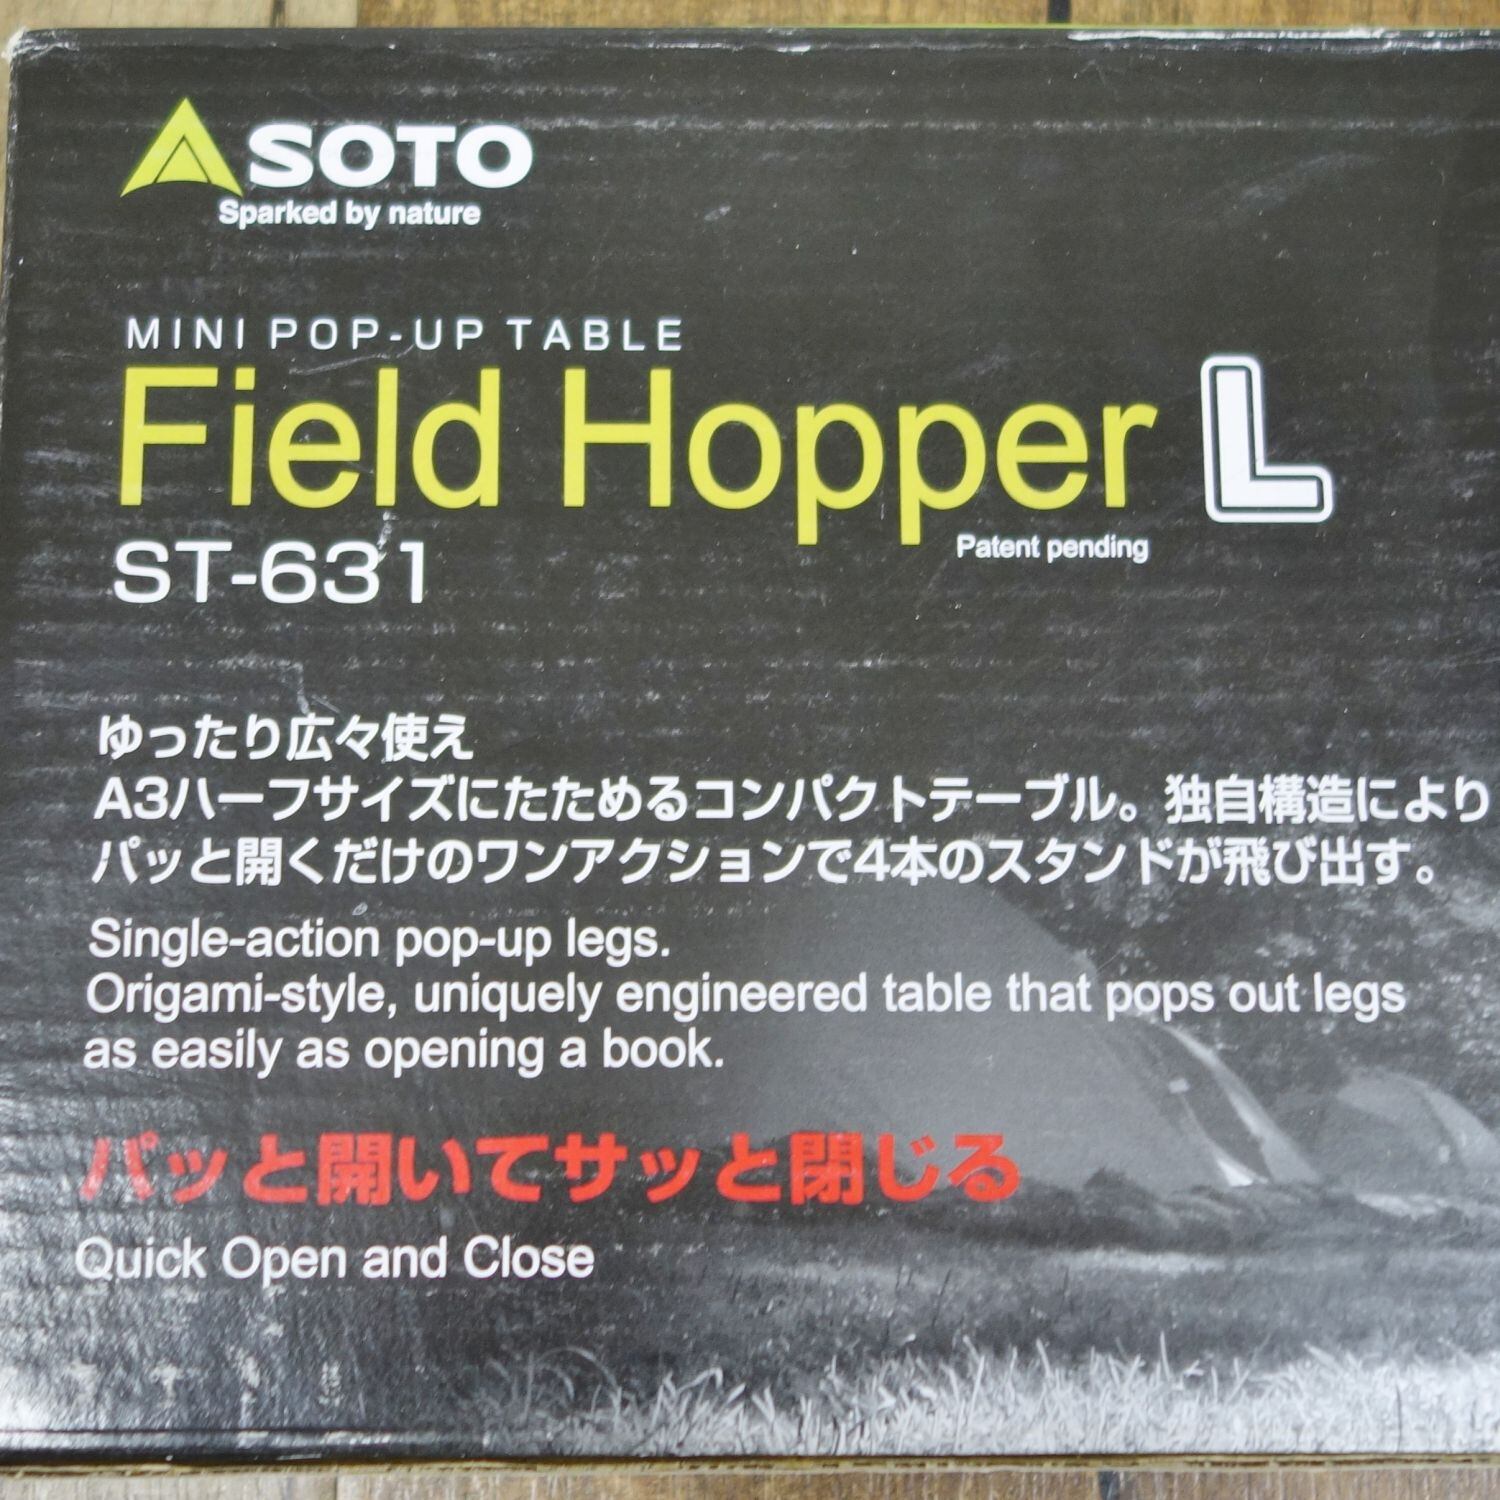 SOTO
Sparked by nature
MINI POP-UP TABLE
Field Hopper L
Patent pending
ST-631
ゆったり広々使え
A3ハーフサイズにたためるコンパクトテーブル。独自構造により
パッと開くだけのワンアクションで4本のスタンドが飛び出す。
Single-action pop-up legs.
Origami-style, uniquely engineered table that pops out legs
as easily as opening a book.
パッと開いてサッと閉じる
Quick Open and Close